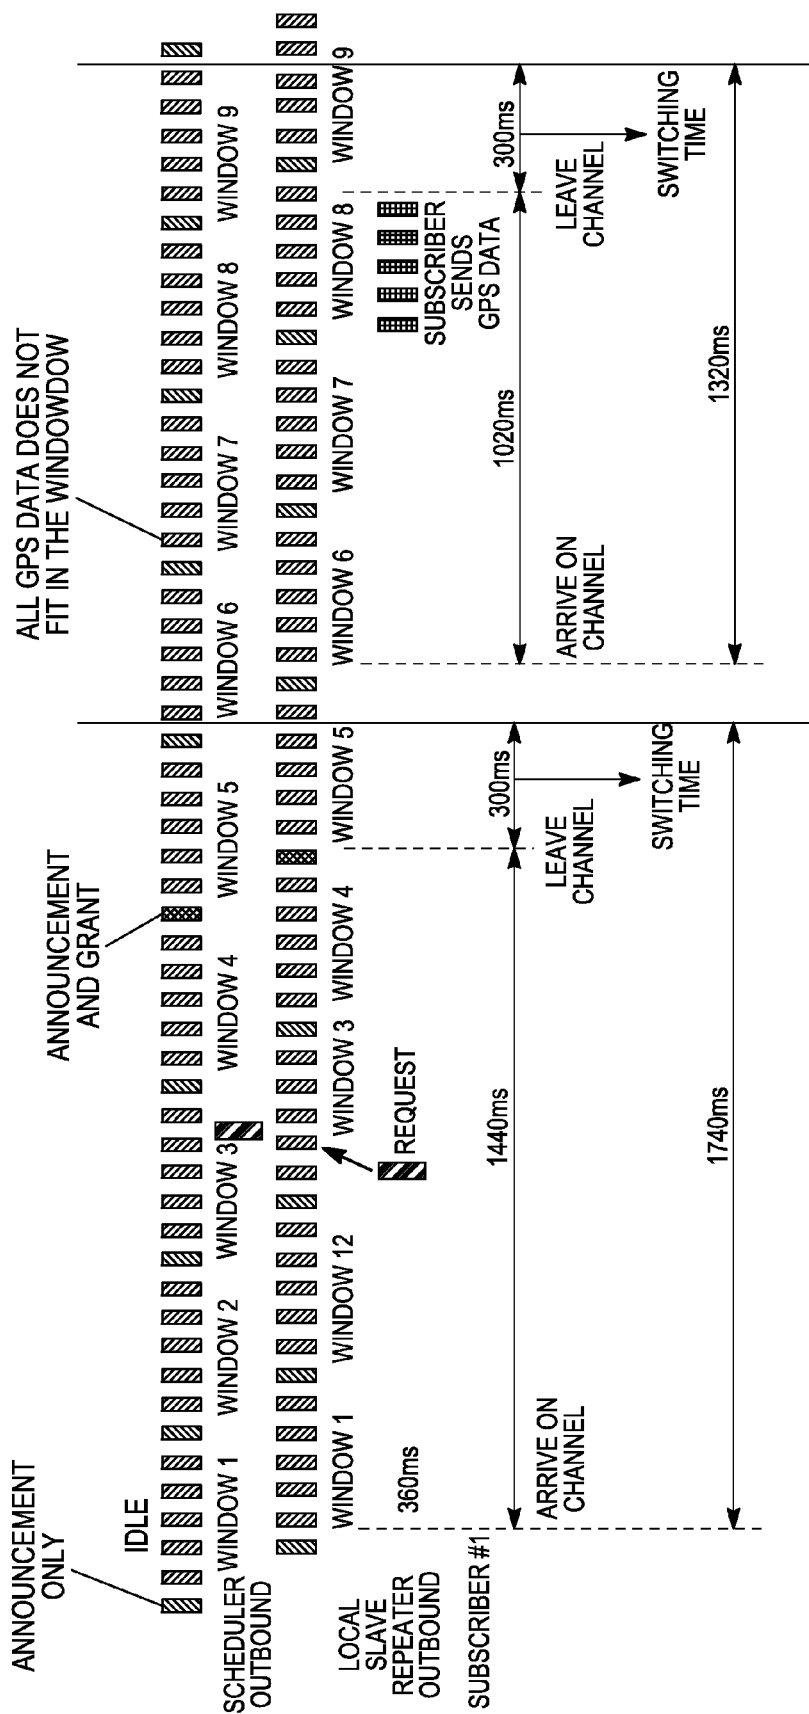 ANNOUNCEMENT
ONLY
IDLE
ANNOUNCEMENT
AND GRANT
ALL GPS DATA DOES NOT
FIT IN THE WINDOWDOW
SCHEDULER
OUTBOUND
WINDOW 1
WINDOW 2
WINDOW 3
WINDOW 4
WINDOW 5
WINDOW 6
WINDOW 7
WINDOW 8
WINDOW 9
LOCAL
SLAVE
REPEATER
OUTBOUND
WINDOW 1
WINDOW 12
WINDOW 3
WINDOW 4
WINDOW 5
WINDOW 6
WINDOW 7
WINDOW 8
WINDOW 9
360ms
REQUEST
SUBSCRIBER
SENDS
GPS DATA
SUBSCRIBER #1
1440ms
300ms
1020ms
300ms
ARRIVE ON
CHANNEL
LEAVE
CHANNEL
ARRIVE ON
CHANNEL
LEAVE
CHANNEL
SWITCHING
TIME
SWITCHING
TIME
1740ms
1320ms